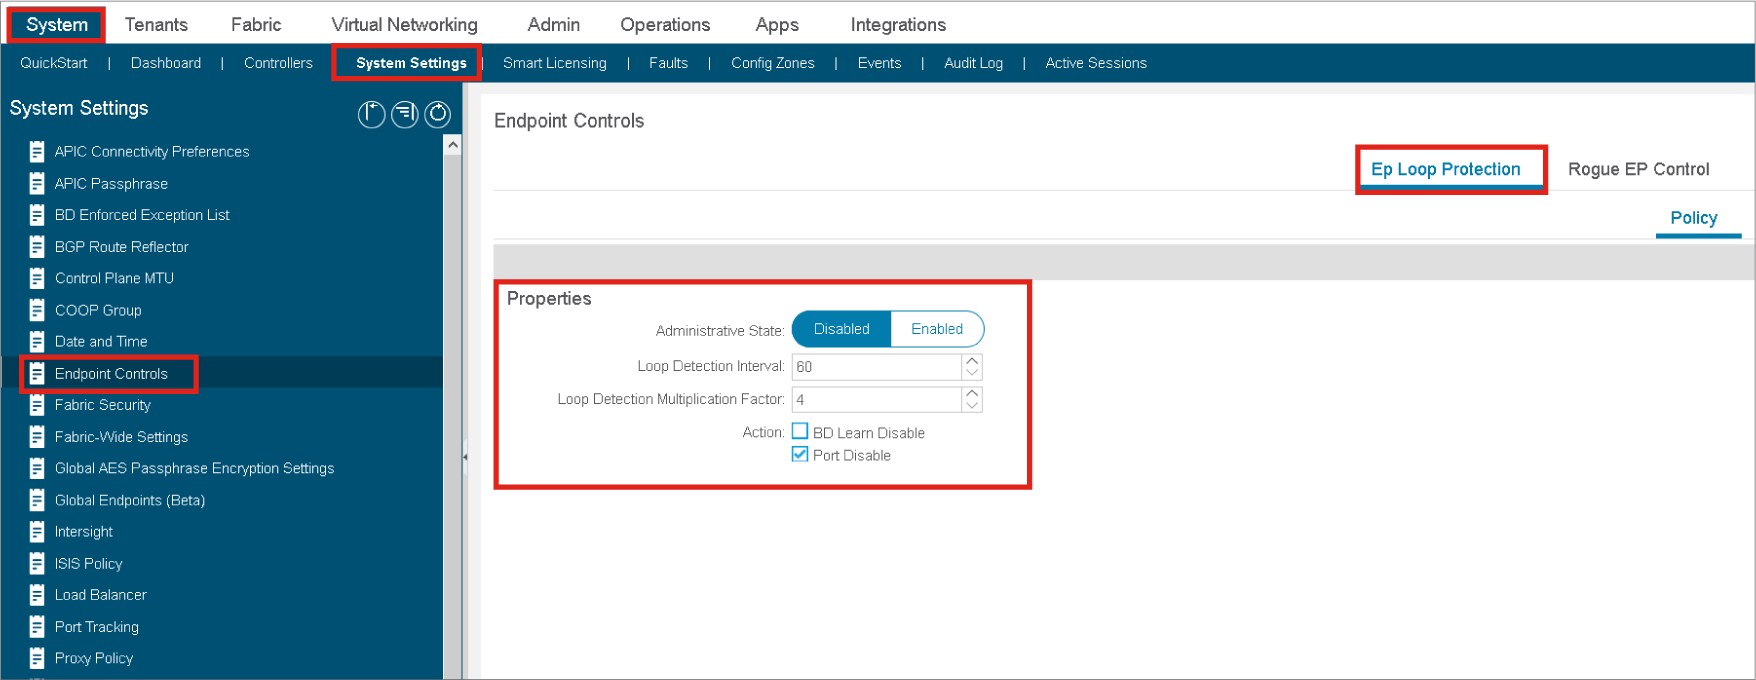 System Tenants Fabric Virtual Networking Admin Operations Apps Integrations
QuickStart | Dashboard | Controllers | System Settings | Smart Licensing | Faults | Config Zones | Events | Audit Log | Active Sessions
System Settings
APIC Connectivity Preferences
APIC Passphrase
BD Enforced Exception List
BGP Route Reflector
Control Plane MTU
COOP Group
Date and Time
Endpoint Controls
Fabric Security
Fabric-Wide Settings
Global AES Passphrase Encryption Settings
Global Endpoints (Beta)
Intersight
ISIS Policy
Load Balancer
Port Tracking
Proxy Policy
Endpoint Controls
Ep Loop Protection Rogue EP Control
Policy
Properties
Administrative State: Disabled Enabled
Loop Detection Interval: 60
Loop Detection Multiplication Factor: 4
Action: BD Learn Disable
Port Disable